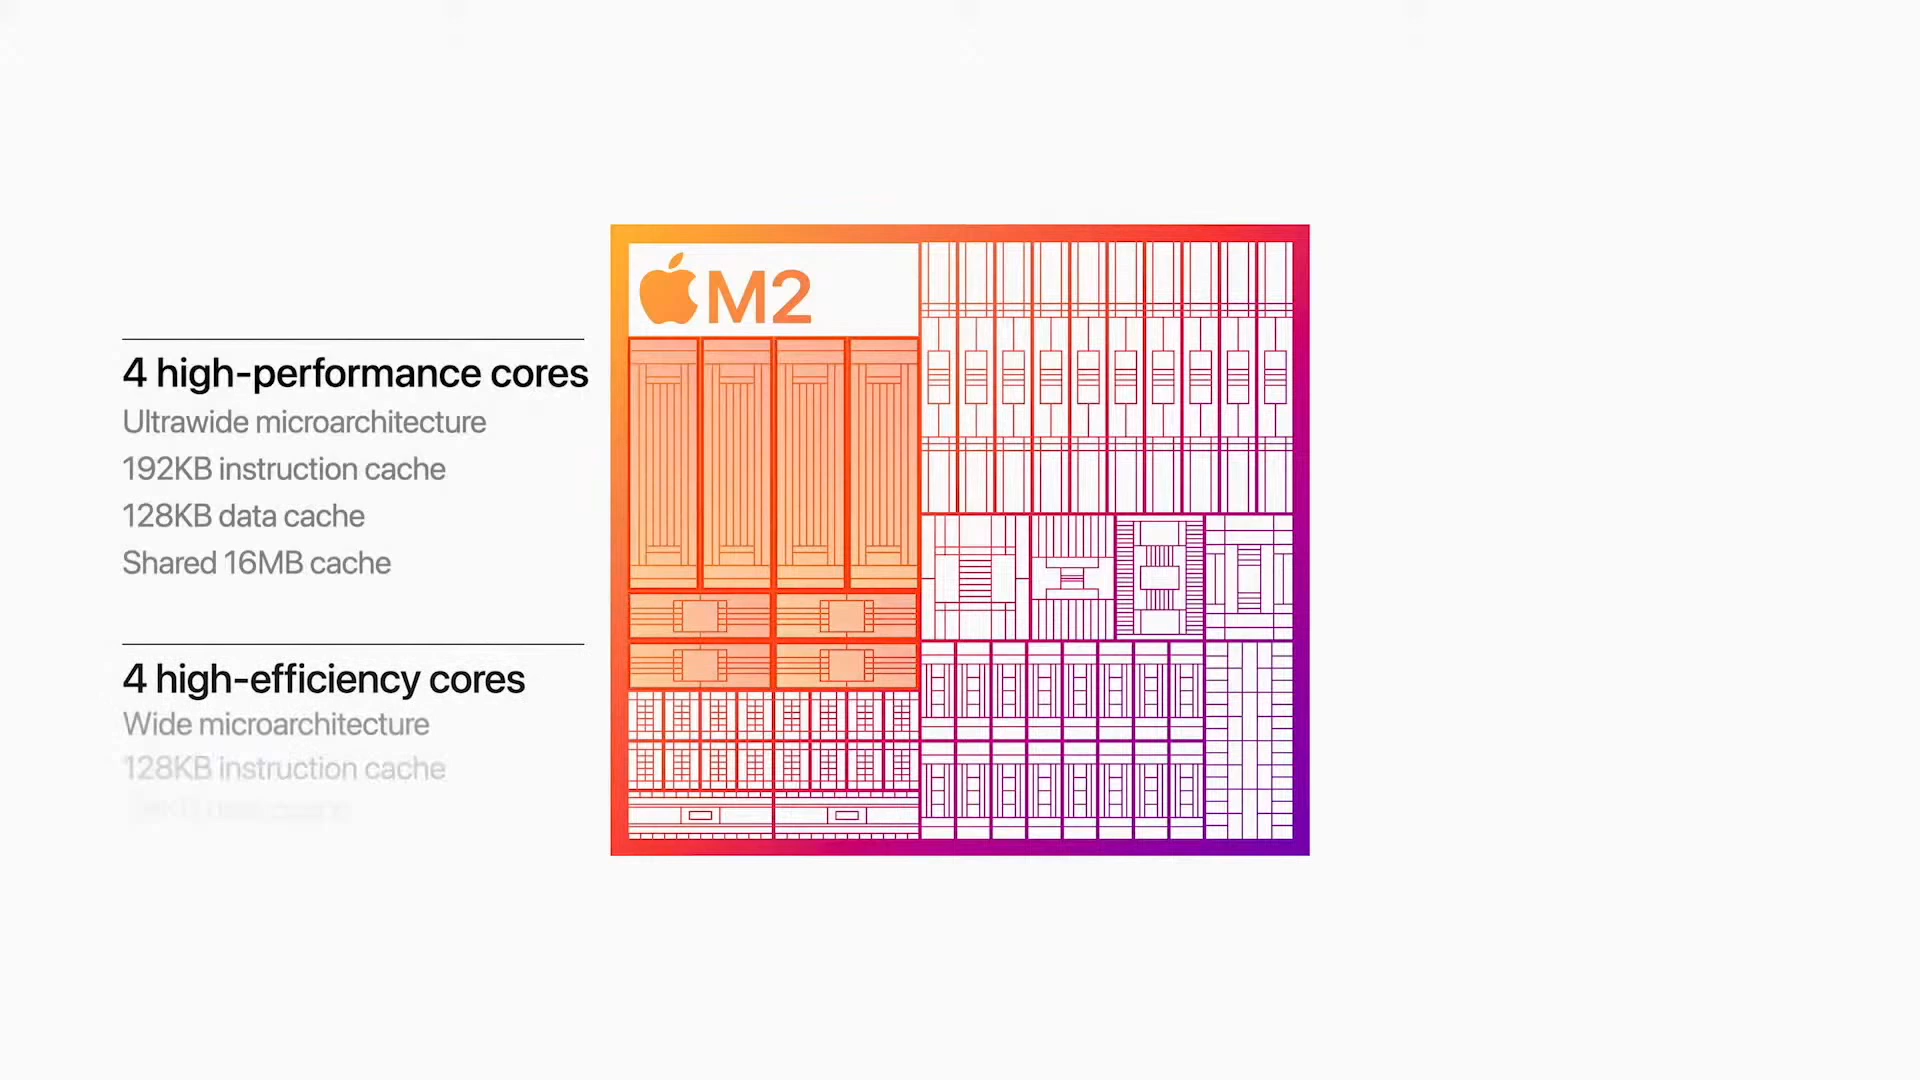 M2
4 high-performance cores
Ultrawide microarchitecture
192KB instruction cache
128KB data cache
Shared 16MB cache
4 high-efficiency cores
Wide microarchitecture
128KB instruction cache